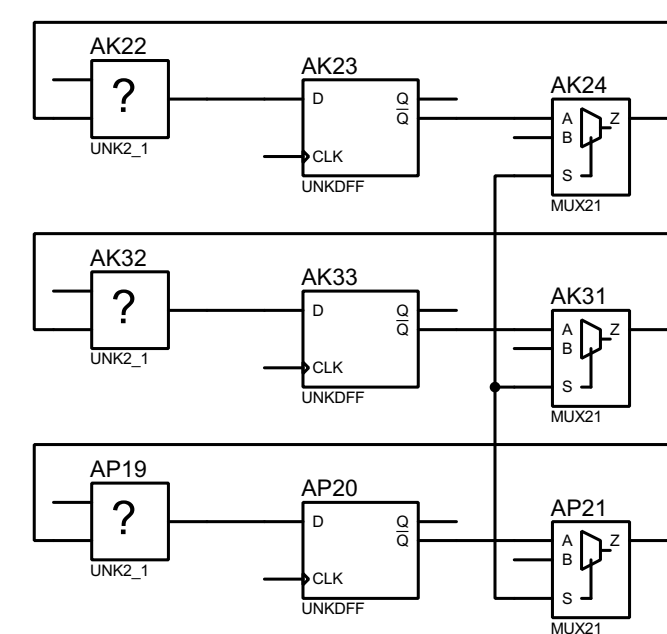 AK22
?
UNK2_1
AK23
D
Q
Q
CLK
UNKDFF
AK24
A
B
S
Z
MUX21
AK32
?
UNK2_1
AK33
D
Q
Q
CLK
UNKDFF
AK31
A
B
S
Z
MUX21
AP19
?
UNK2_1
AP20
D
Q
Q
CLK
UNKDFF
AP21
A
B
S
Z
MUX21